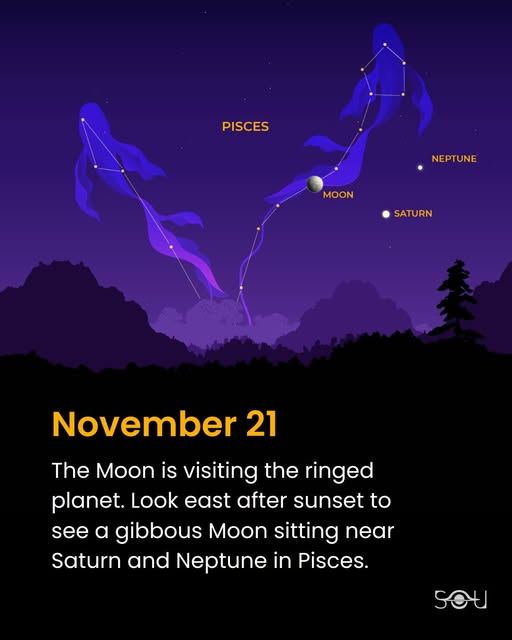 PISCES
NEPTUNE
MOON
SATURN
November 21
The Moon is visiting the ringed
planet. Look east after sunset to
see a gibbous Moon sitting near
Saturn and Neptune in Pisces.
SOU